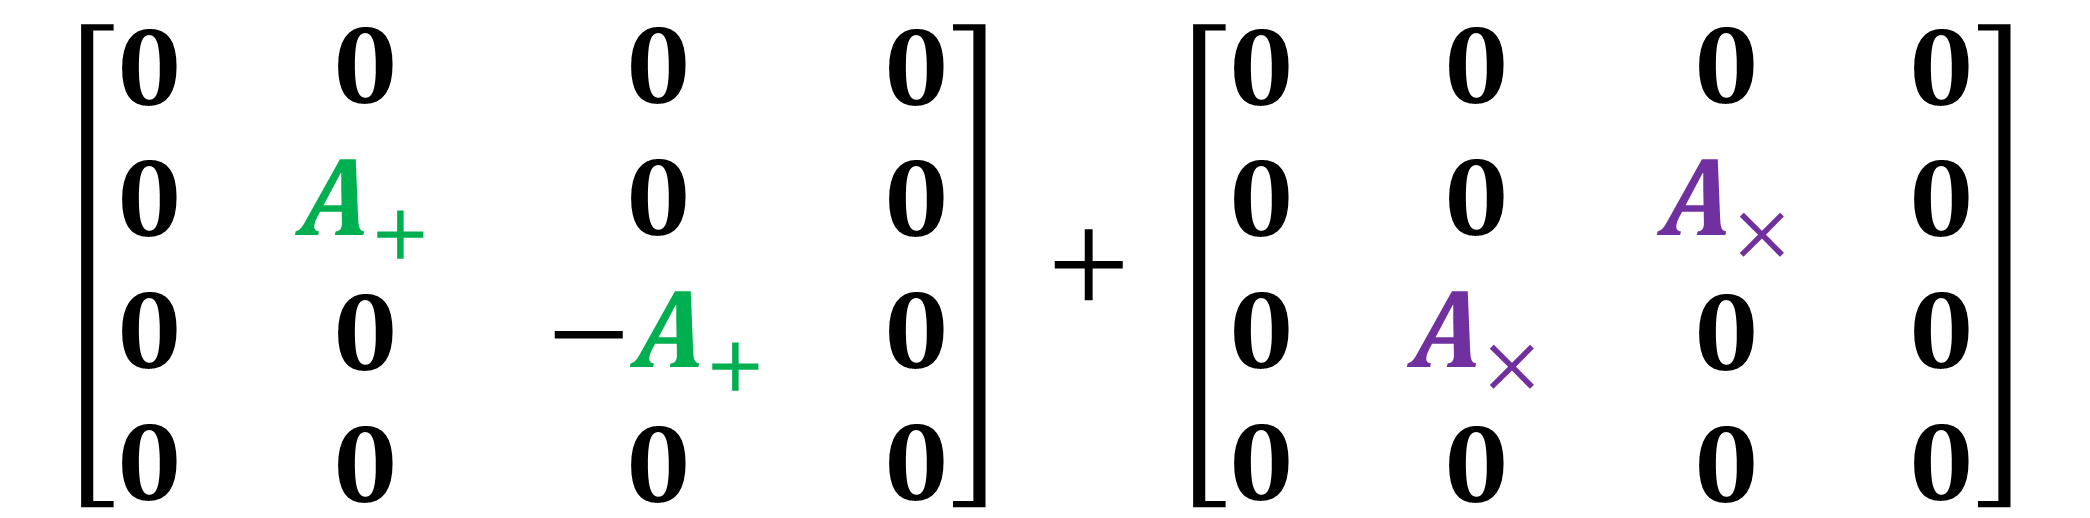 [0 0 0 0] [0 0 0 0]
[0 A₊ 0 0] + [0 0 A× 0]
[0 0 −A₊ 0] [0 A× 0 0]
[0 0 0 0] [0 0 0 0]